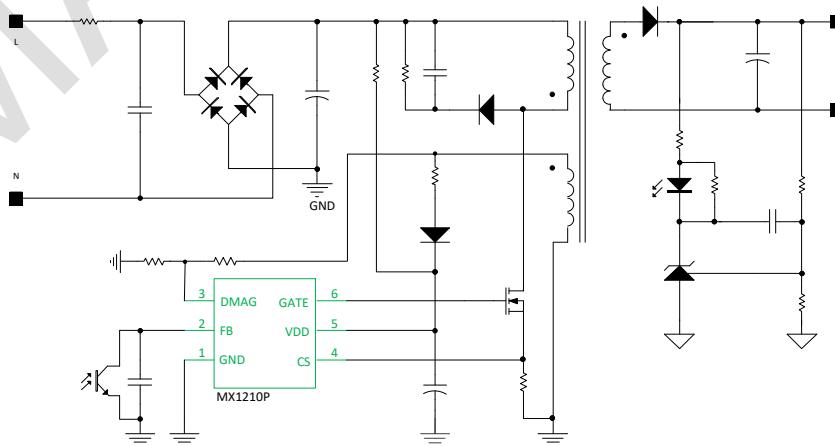 L
N
GND
3 DMAG GATE 6
2 FB VDD 5
1 GND CS 4
MX1210P